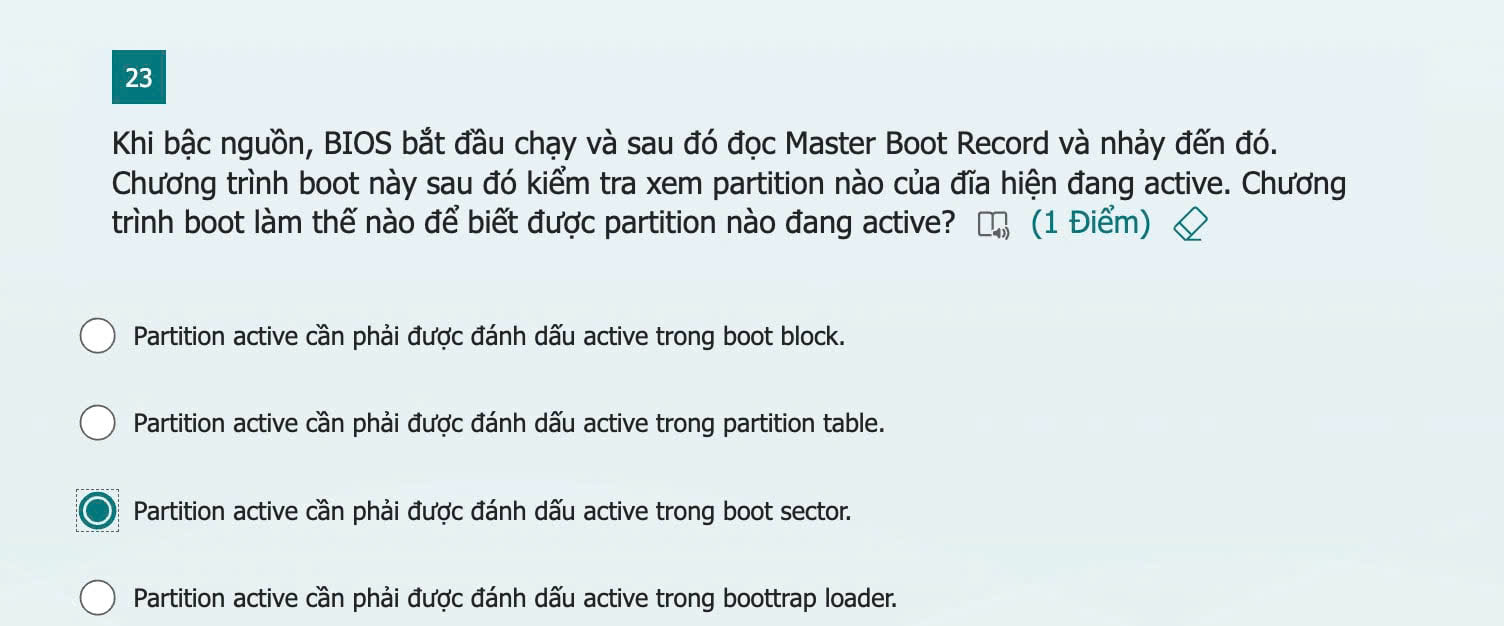 23
Khi bậc nguồn, BIOS bắt đầu chạy và sau đó đọc Master Boot Record và nhảy đến đó.
Chương trình boot này sau đó kiểm tra xem partition nào của đĩa hiện đang active. Chương
trình boot làm thế nào để biết được partition nào đang active? (1 Điểm)
Partition active cần phải được đánh dấu active trong boot block.
Partition active cần phải được đánh dấu active trong partition table.
Partition active cần phải được đánh dấu active trong boot sector.
Partition active cần phải được đánh dấu active trong boottrap loader.